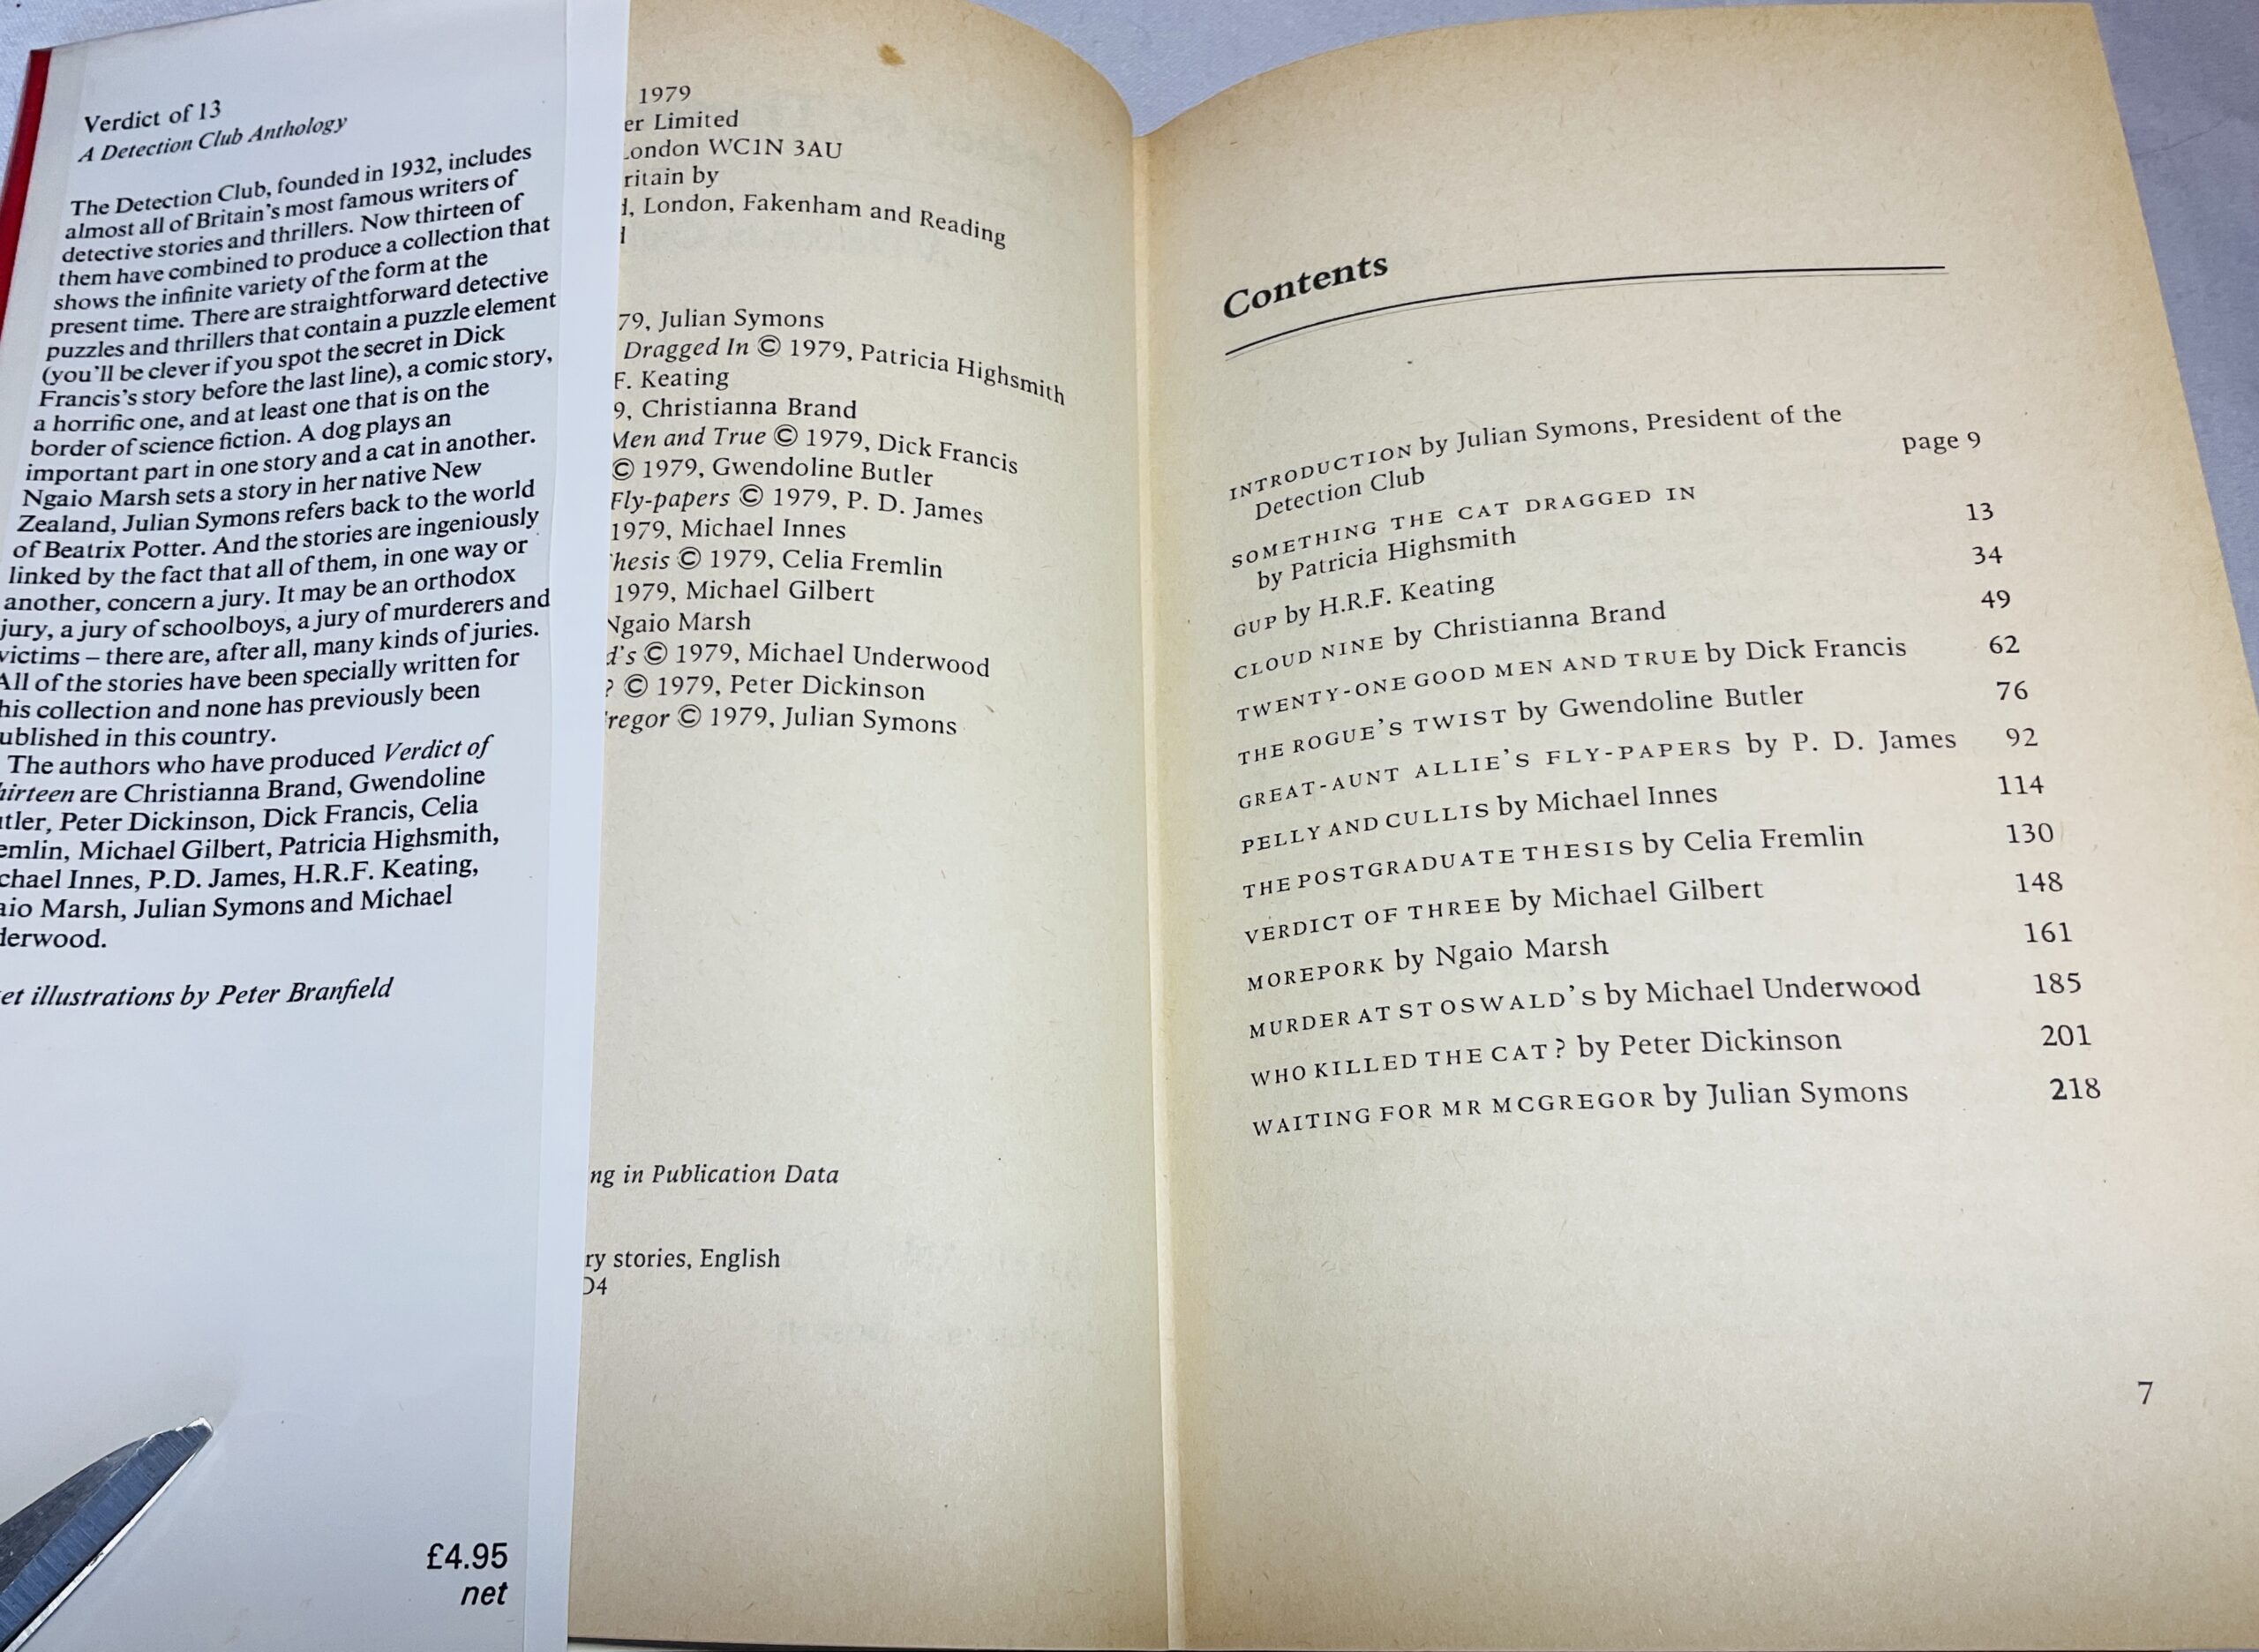 Verdict of 13
A Detection Club Anthology
The Detection Club, founded in 1932, includes
almost all of Britain's most famous writers of
detective stories and thrillers. Now thirteen of
them have combined to produce a collection that
shows the infinite variety of the form at the
present time. There are straightforward detective
puzzles and thrillers that contain a puzzle element
(you'll be clever if you spot the secret in Dick
Francis's story before the last line), a comic story,
a horrific one, and at least one that is on the
border of science fiction. A dog plays an
important part in one story and a cat in another.
Ngaio Marsh sets a story in her native New
Zealand, Julian Symons refers back to the world
of Beatrix Potter. And the stories are ingeniously
linked by the fact that all of them, in one way or
another, concern a jury. It may be an orthodox
jury, a jury of schoolboys, a jury of murderers and
victims – there are, after all, many kinds of juries.
All of the stories have been specially written for
his collection and none has previously been
ublished in this country.
The authors who have produced Verdict of
hirteen are Christianna Brand, Gwendoline
tler, Peter Dickinson, Dick Francis, Celia
emlin, Michael Gilbert, Patricia Highsmith,
chael Innes, P.D. James, H.R.F. Keating,
aio Marsh, Julian Symons and Michael
derwood.
et illustrations by Peter Branfield
£4.95
net
1979
er Limited
London WC1N 3AU
ritain by
d, London, Fakenham and Reading
d
79, Julian Symons
Dragged In © 1979, Patricia Highsmith
F. Keating
9, Christianna Brand
Men and True © 1979, Dick Francis
© 1979, Gwendoline Butler
Fly-papers © 1979, P. D. James
1979, Michael Innes
hesis © 1979, Celia Fremlin
1979, Michael Gilbert
Ngaio Marsh
d's © 1979, Michael Underwood
? © 1979, Peter Dickinson
regor © 1979, Julian Symons
ng in Publication Data
ry stories, English
D4
Contents
INTRODUCTION by Julian Symons, President of the
Detection Club page 9
SOMETHING THE CAT DRAGGED IN
by Patricia Highsmith 13
GUP by H.R.F. Keating 34
CLOUD NINE by Christianna Brand 49
TWENTY-ONE GOOD MEN AND TRUE by Dick Francis 62
THE ROGUE'S TWIST by Gwendoline Butler 76
GREAT-AUNT ALLIE'S FLY-PAPERS by P. D. James 92
PELLY AND CULLIS by Michael Innes 114
THE POSTGRADUATE THESIS by Celia Fremlin 130
VERDICT OF THREE by Michael Gilbert 148
MOREPORK by Ngaio Marsh 161
MURDER AT ST OSWALD'S by Michael Underwood 185
WHO KILLED THE CAT? by Peter Dickinson 201
WAITING FOR MR MCGREGOR by Julian Symons 218
7